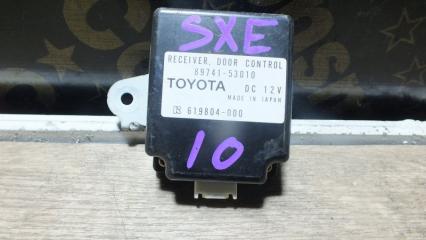 SXE
RECEIVER, DOOR CONTROL
89741-53010
TOYOTA DC 12V
MADE IN JAPAN
619804-000
10